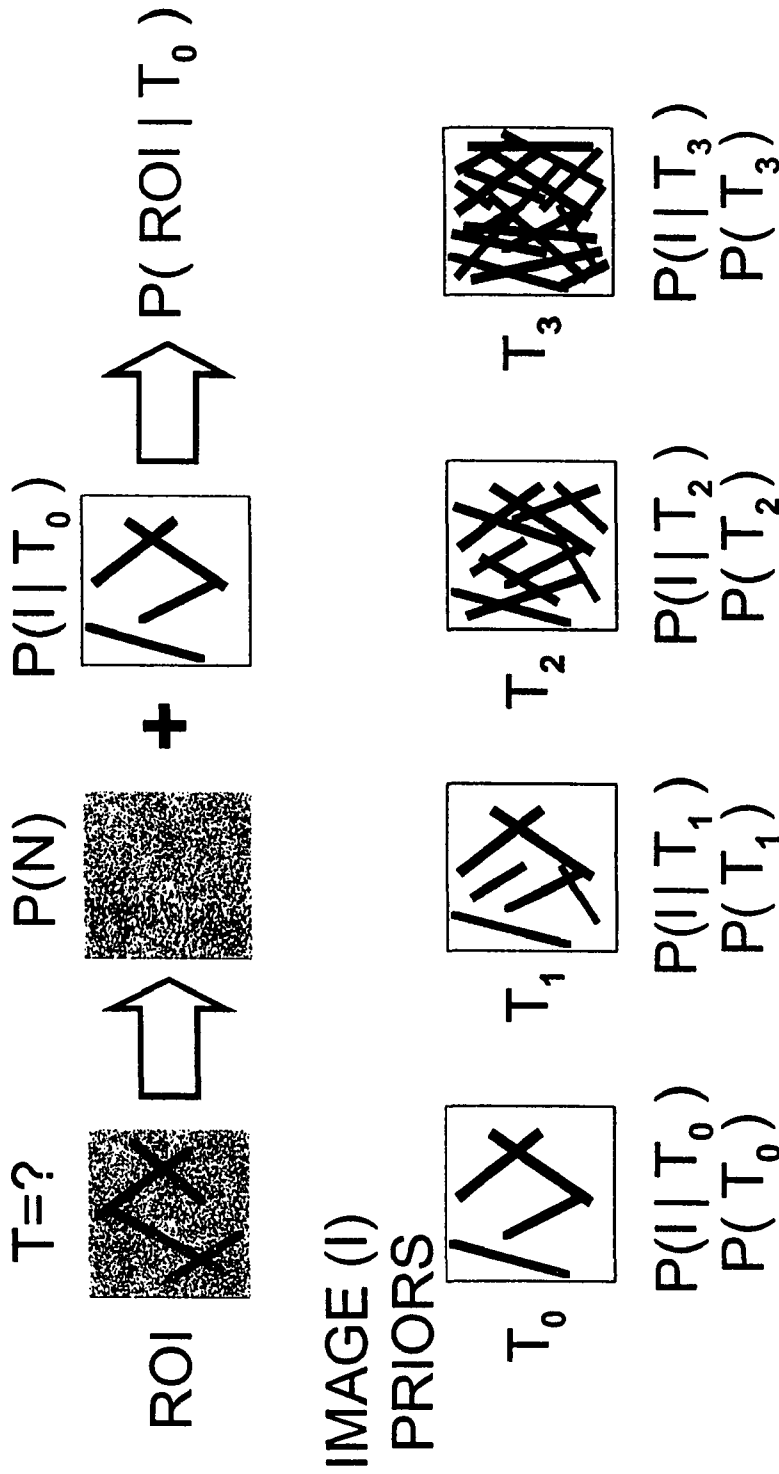 T=?
P(N)
P(I | T₀)
ROI
+
P( ROI | T₀ )
IMAGE (I)
PRIORS
T₀
T₁
T₂
T₃
P(I | T₀ )
P( T₀ )
P(I | T₁ )
P( T₁ )
P(I | T₂ )
P( T₂ )
P(I | T₃ )
P( T₃ )